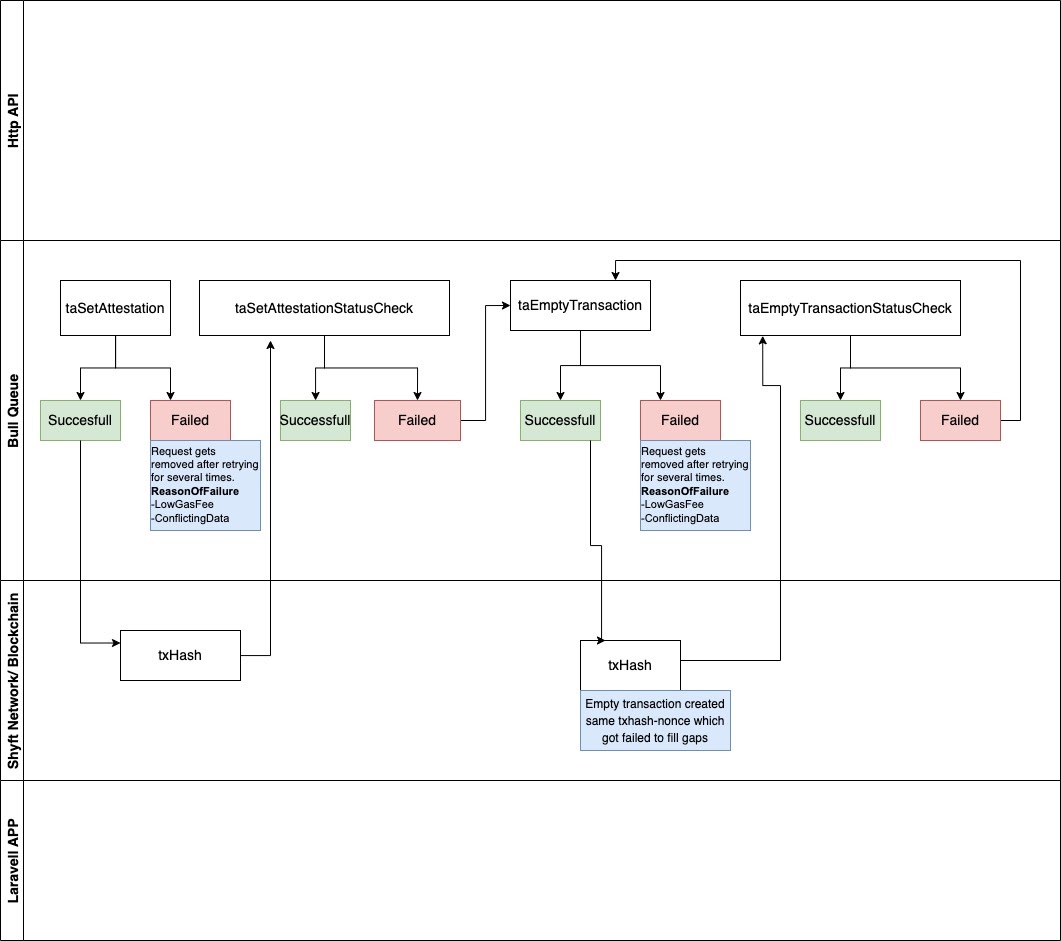 Http API
Bull Queue
taSetAttestation
taSetAttestationStatusCheck
taEmptyTransaction
taEmptyTransactionStatusCheck
Succesfull
Failed
Successfull
Failed
Successfull
Failed
Successfull
Failed
Request gets
removed after retrying
for several times.
ReasonOfFailure
-LowGasFee
-ConflictingData
Request gets
removed after retrying
for several times.
ReasonOfFailure
-LowGasFee
-ConflictingData
Shyft Network/ Blockchain
txHash
txHash
Empty transaction created
same txhash-nonce which
got failed to fill gaps
Laravell APP